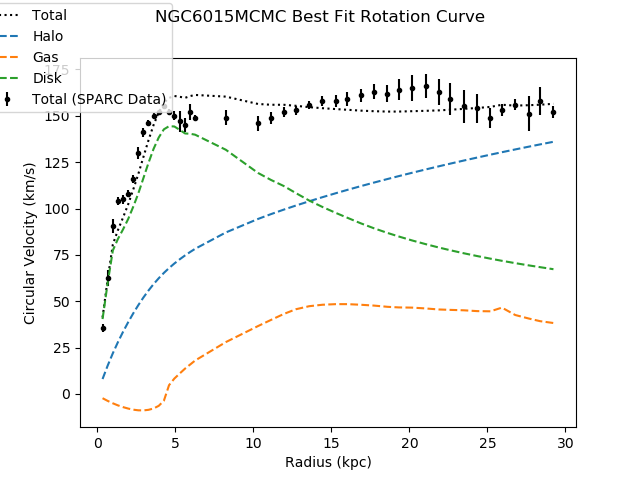 NGC6015MCMC Best Fit Rotation Curve
Total
Halo
Gas
Disk
Total (SPARC Data)
175
150
125
100
75
50
25
0
Circular Velocity (km/s)
0 5 10 15 20 25 30
Radius (kpc)